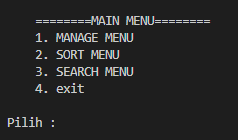 ========MAIN MENU========
1. MANAGE MENU
2. SORT MENU
3. SEARCH MENU
4. exit
Pilih :